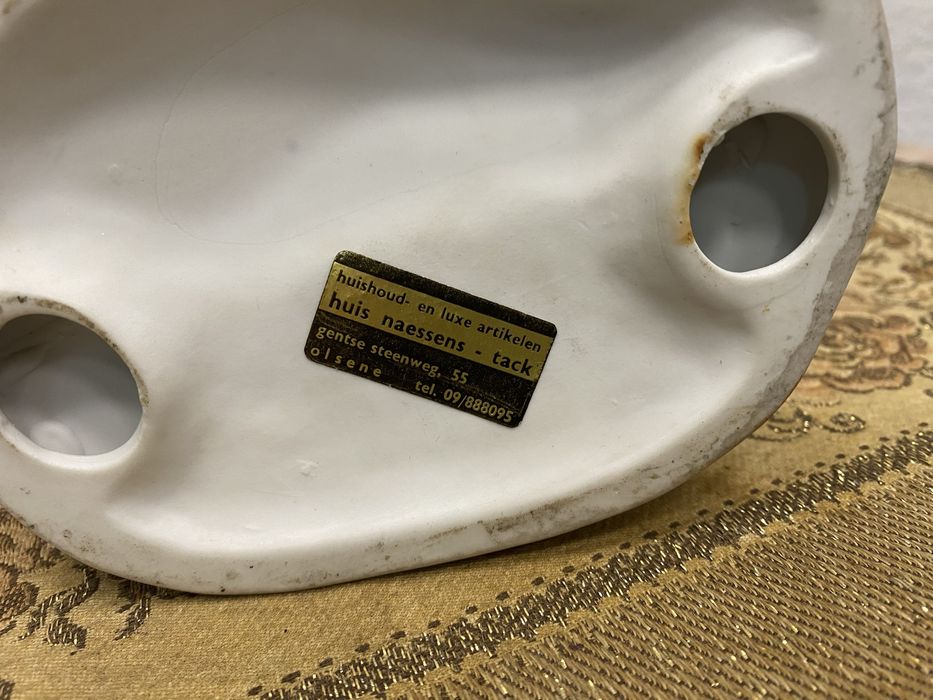 huishoud- en luxe artikelen
huis naessens - tack
gentse steenweg, 55
olsene tel. 09/888095